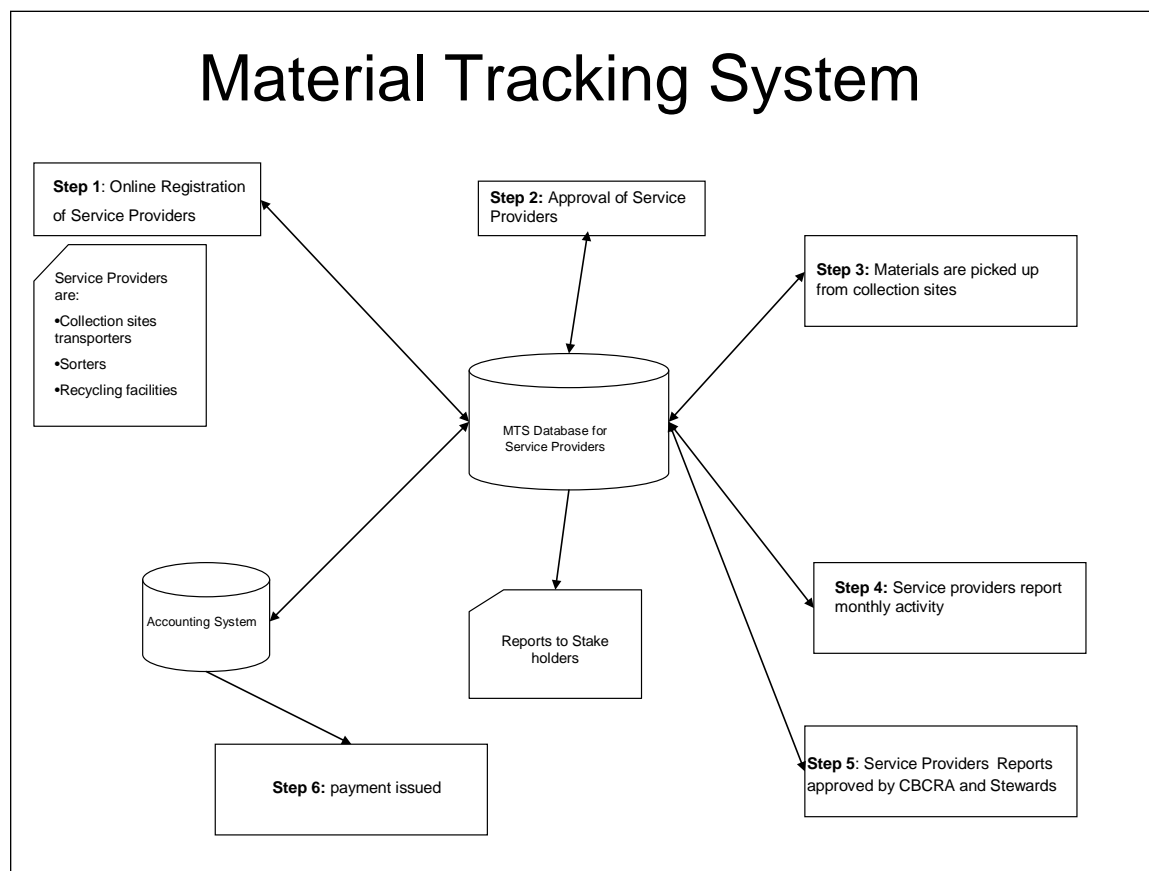 Material Tracking System
Step 1: Online Registration
of Service Providers
Service Providers
are:
•Collection sites
transporters
•Sorters
•Recycling facilities
Step 2: Approval of Service
Providers
Step 3: Materials are picked up
from collection sites
MTS Database for
Service Providers
Accounting System
Reports to Stake
holders
Step 4: Service providers report
monthly activity
Step 5: Service Providers Reports
approved by CBCRA and Stewards
Step 6: payment issued